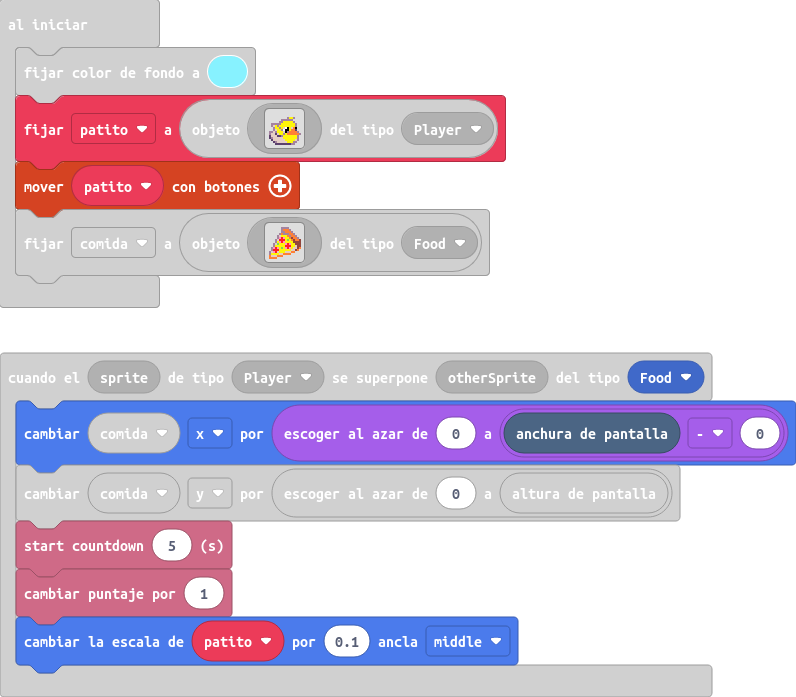 al iniciar
fijar color de fondo a
fijar patito a objeto del tipo Player
mover patito con botones
fijar comida a objeto del tipo Food
cuando el sprite de tipo Player se superpone otherSprite del tipo Food
cambiar comida x por escoger al azar de 0 a anchura de pantalla - 0
cambiar comida y por escoger al azar de 0 a altura de pantalla
start countdown 5 (s)
cambiar puntaje por 1
cambiar la escala de patito por 0.1 ancla middle